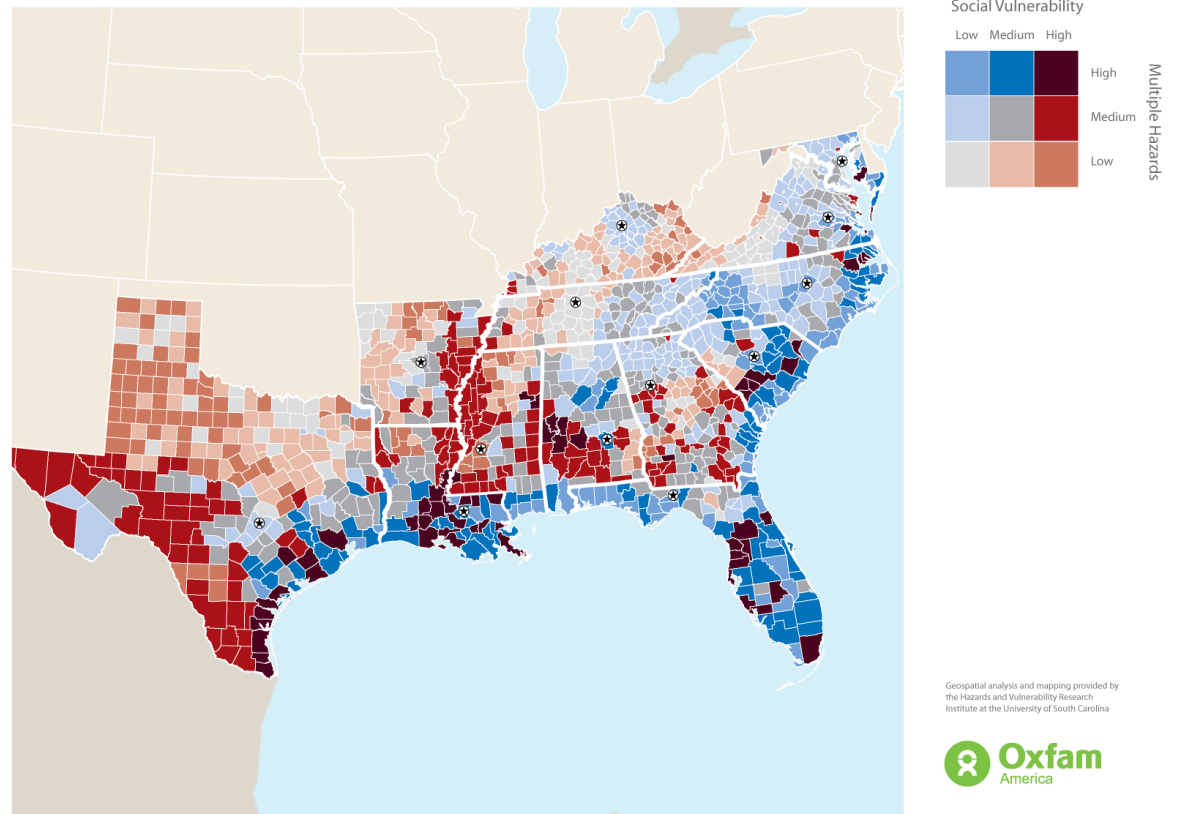 Social Vulnerability
Low Medium High
High
Medium
Low
Multiple Hazards
Geospatial analysis and mapping provided by
the Hazards and Vulnerability Research
Institute at the University of South Carolina
Oxfam
America